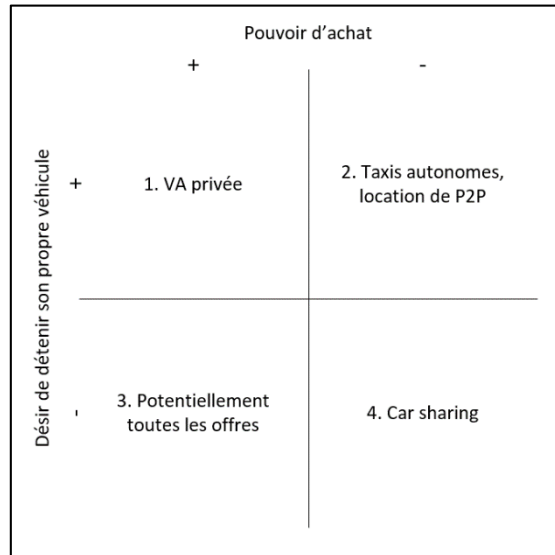 Pouvoir d'achat
+
-
Désir de détenir son propre véhicule
+
1. VA privée
2. Taxis autonomes,
location de P2P
-
3. Potentiellement
toutes les offres
4. Car sharing